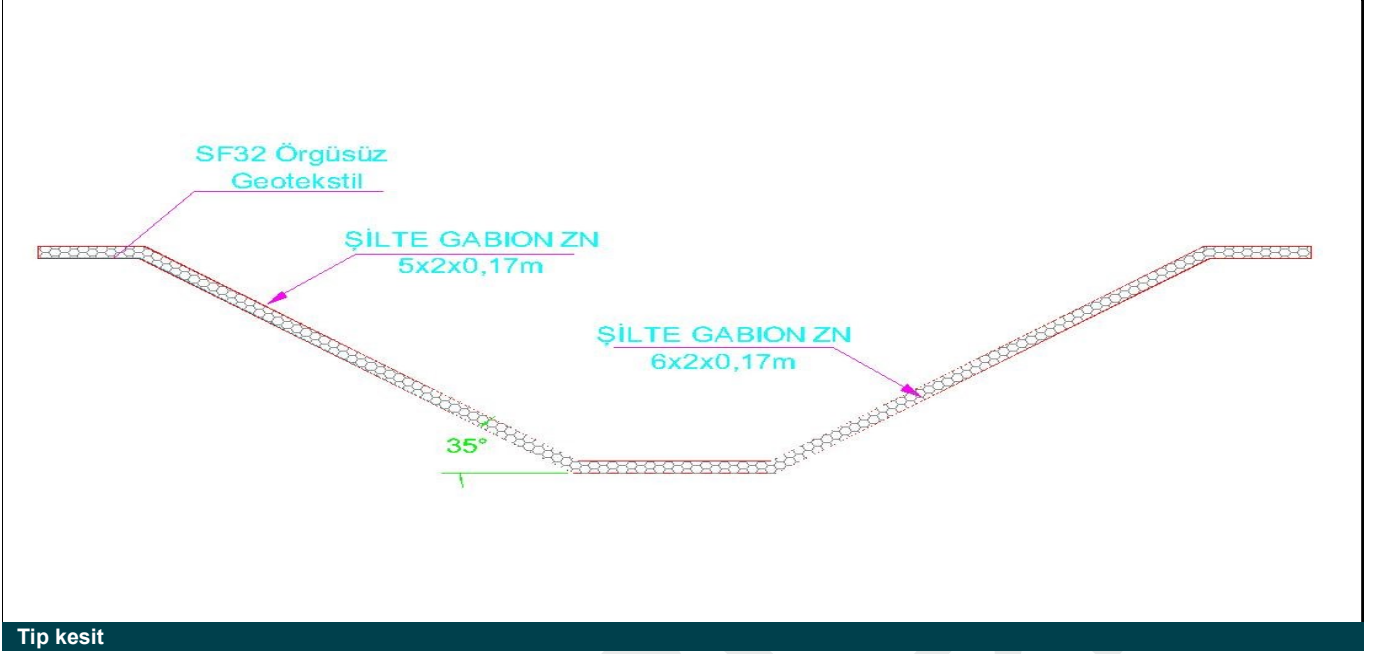 SF32 Örgüsüz
Geotekstil
ŞİLTE GABION ZN
5x2x0,17m
ŞİLTE GABION ZN
6x2x0,17m
35°
Tip kesit